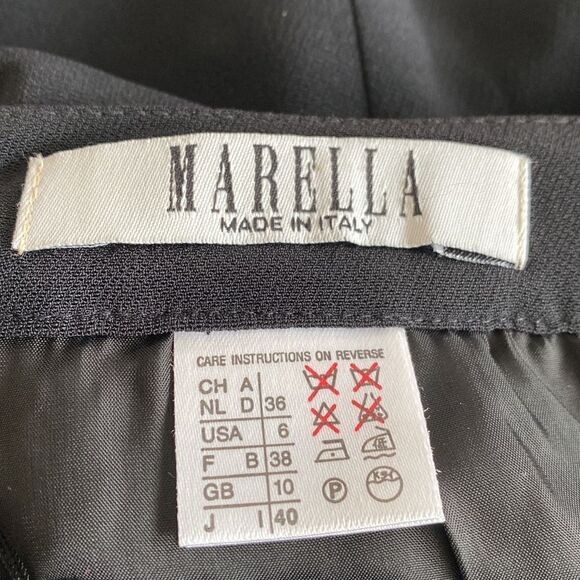 MARELLA
MADE IN ITALY
CARE INSTRUCTIONS ON REVERSE
CH A
NL D 36
USA 6
F B 38
GB 10
J I 40
P